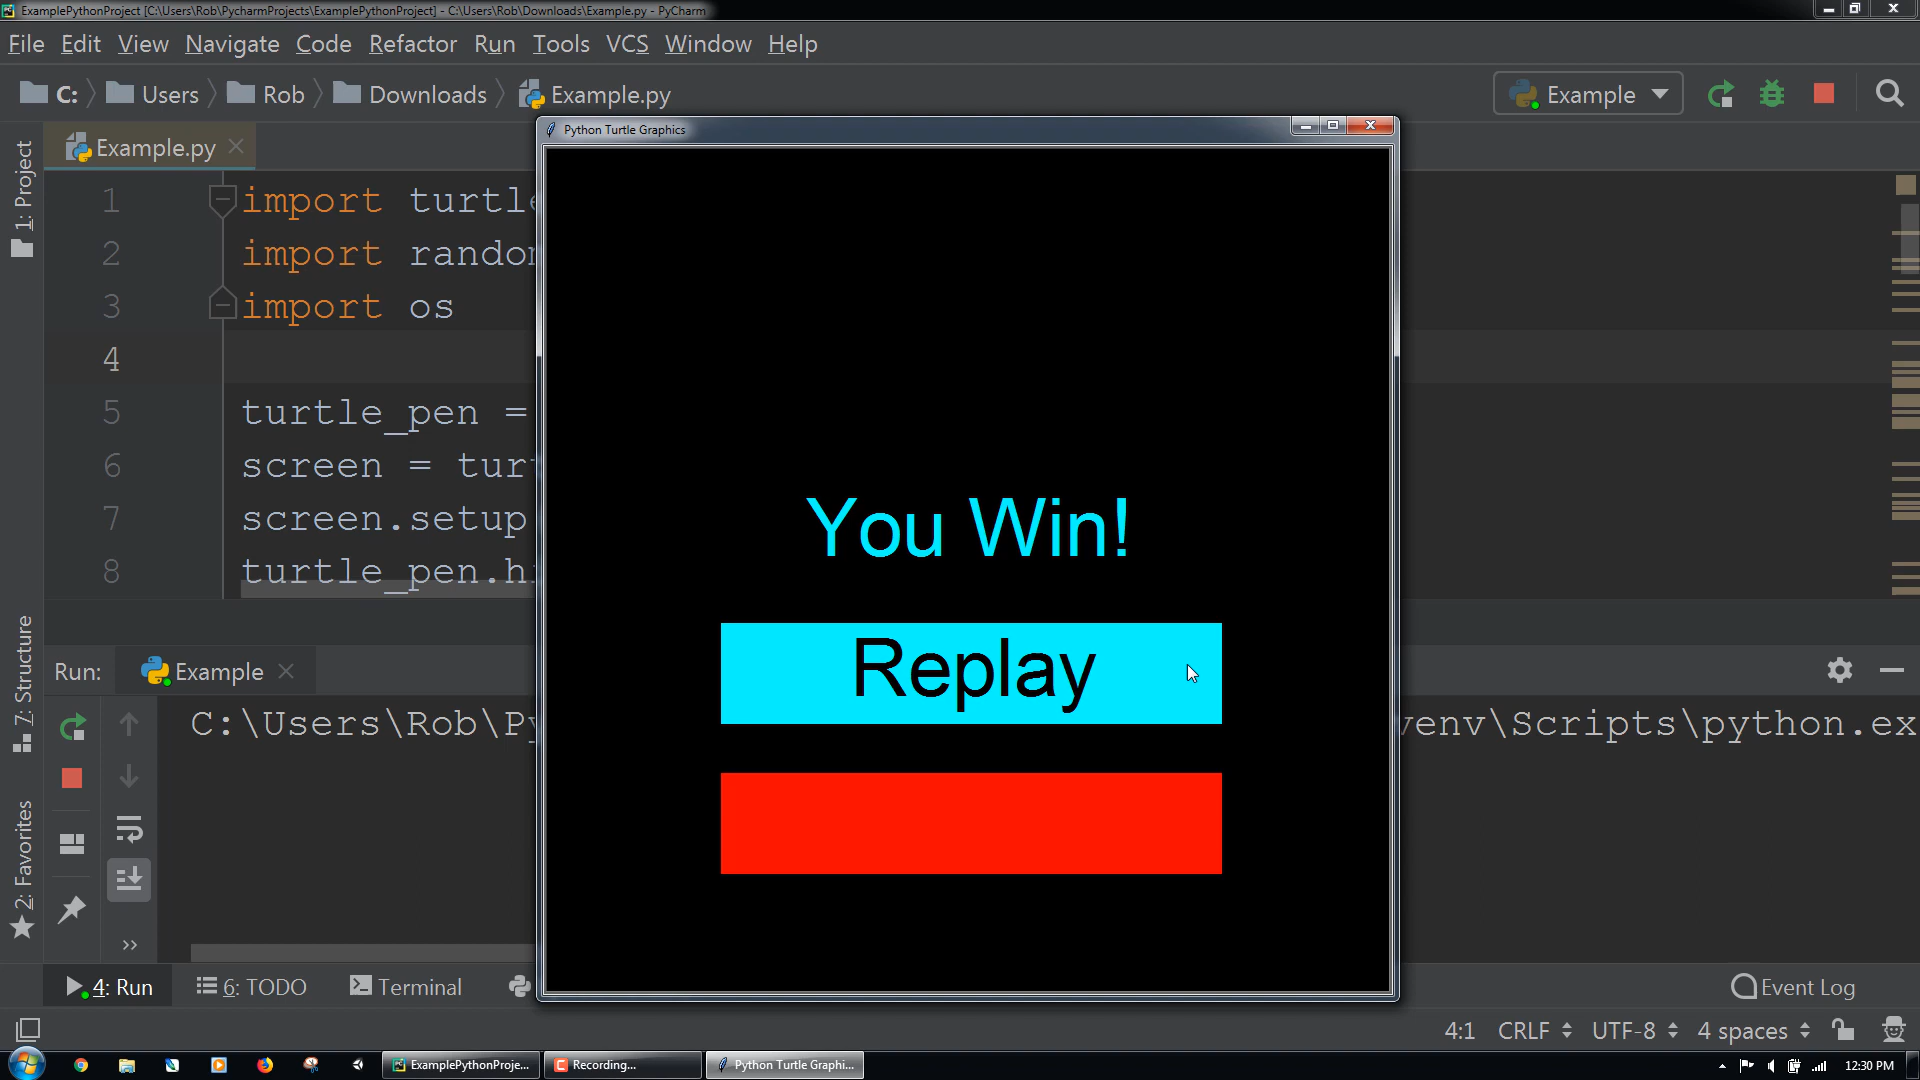 ExamplePythonProject [C:\Users\Rob\PycharmProjects\ExamplePythonProject] - C:\Users\Rob\Downloads\Example.py - PyCharm
File Edit View Navigate Code Refactor Run Tools VCS Window Help
C: Users Rob Downloads Example.py
Example
Python Turtle Graphics
1: Project
Example.py
1 import turtle
2 import random
3 import os
4
5 turtle_pen =
6 screen = turt
7 screen.setup
8 turtle_pen.hi
You Win!
Replay
7: Structure
Run: Example
C:\Users\Rob\Py
venv\Scripts\python.ex
2: Favorites
4: Run 6: TODO Terminal
Event Log
4:1 CRLF UTF-8 4 spaces
ExamplePythonProje...
Recording...
Python Turtle Graphi...
12:30 PM